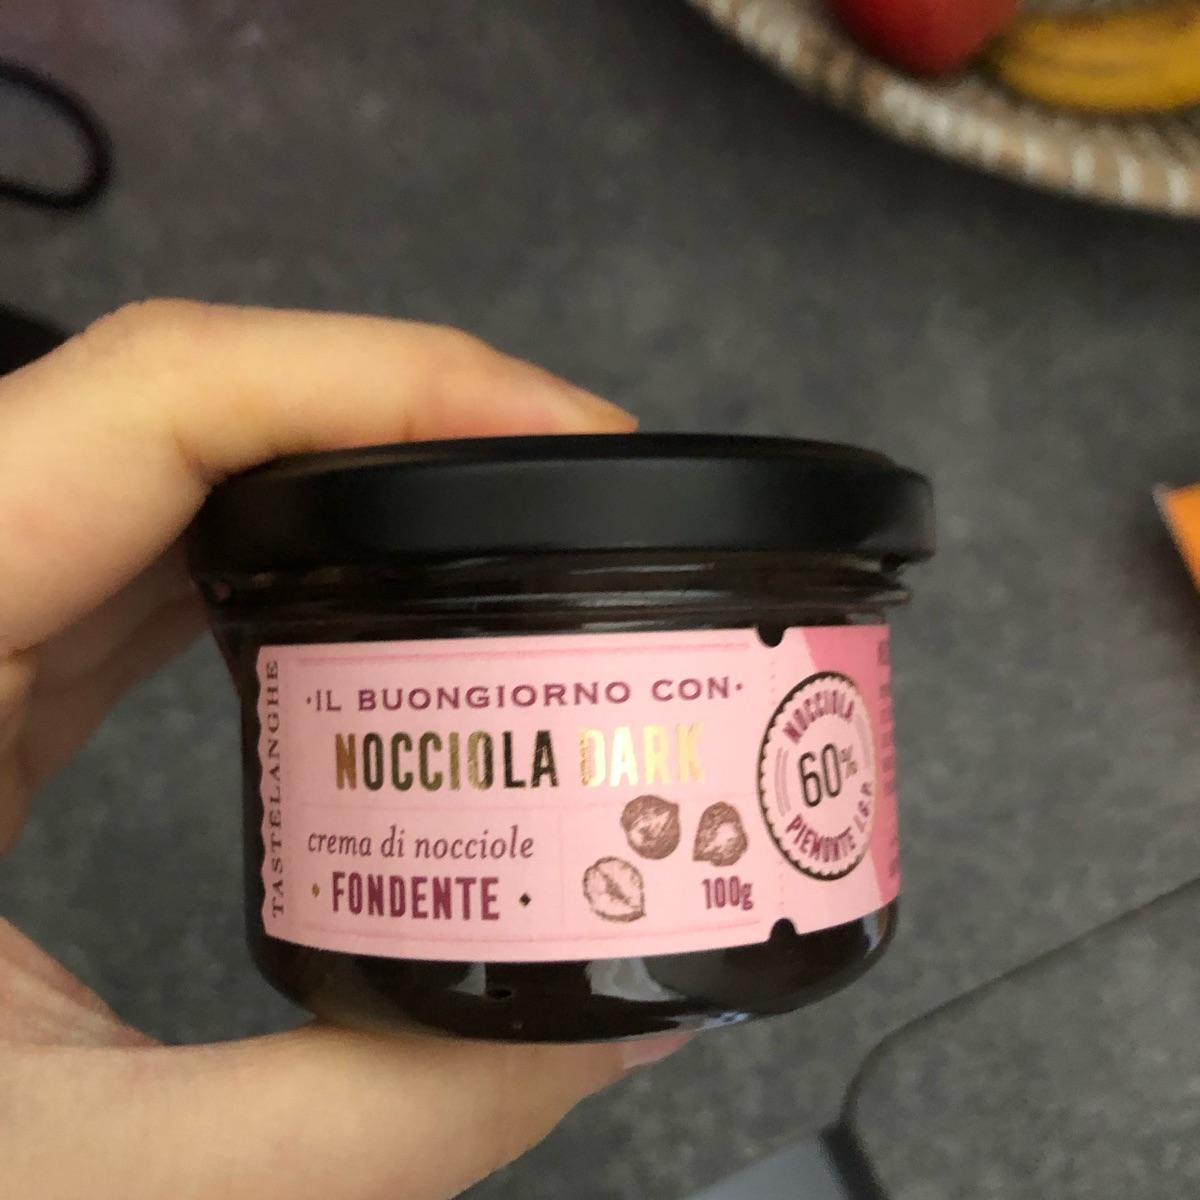 TASTELANGHE
·IL BUONGIORNO CON·
NOCCIOLA DARK
crema di nocciole
· FONDENTE ·
100g
NOCCIOLA
60%
PIEMONTE I.G.P.